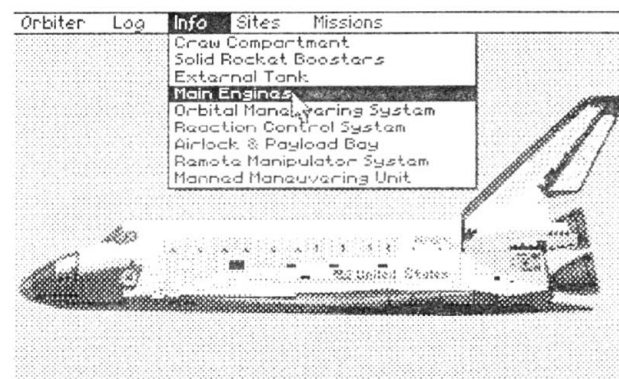 Orbiter Log Info Sites Missions
Crew Compartment
Solid Rocket Boosters
External Tank
Main Engines
Orbital Maneuvering System
Reaction Control System
Airlock & Payload Bay
Remote Manipulator System
Manned Maneuvering Unit
United States